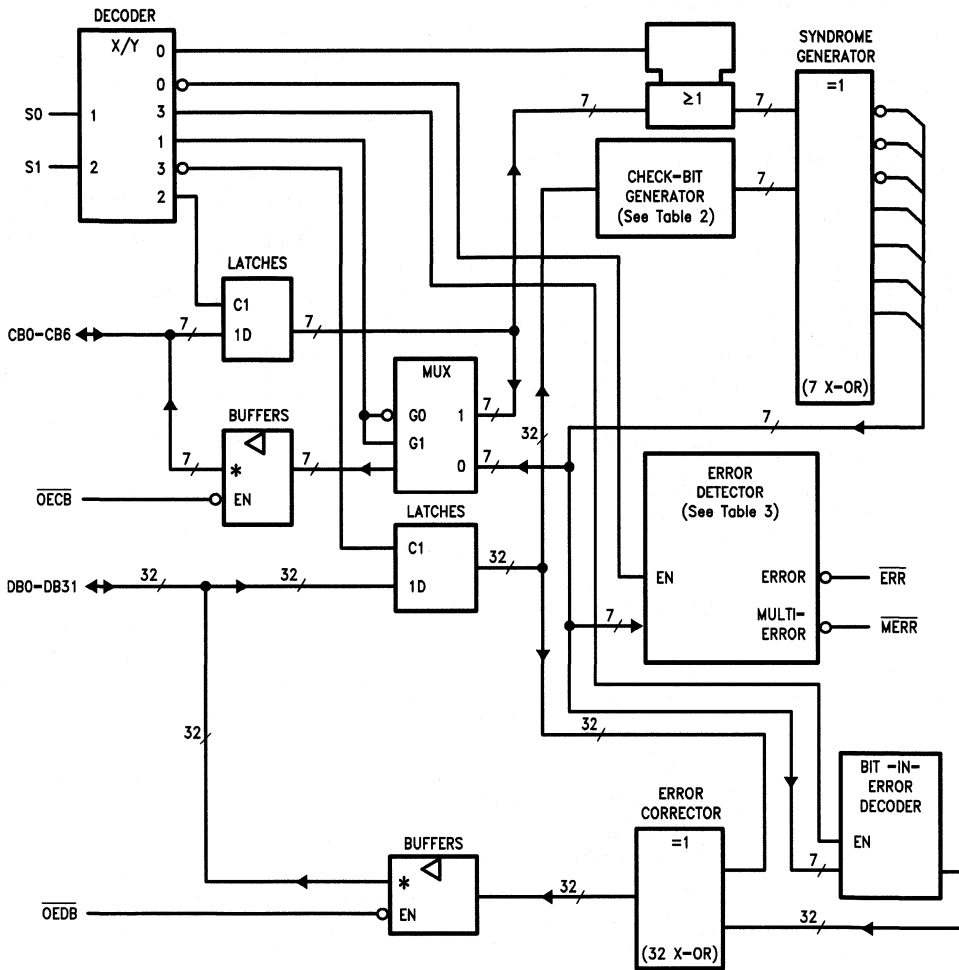 DECODER
X/Y
0
0
3
1
3
2
S0
1
S1
2
7
≥1
7
SYNDROME
GENERATOR
=1
(7 X-OR)
CHECK-BIT
GENERATOR
(See Table 2)
7
LATCHES
C1
1D
CB0-CB6
7
7
MUX
G0
G1
1
0
7
7
32
7
BUFFERS
*
EN
7
7
OECB
LATCHES
C1
1D
DB0-DB31
32
32
32
ERROR
DETECTOR
(See Table 3)
EN
ERROR
ERR
MULTI-
ERROR
MERR
7
32
32
BIT -IN-
ERROR
DECODER
EN
7
ERROR
CORRECTOR
=1
(32 X-OR)
32
BUFFERS
*
EN
32
OEDB